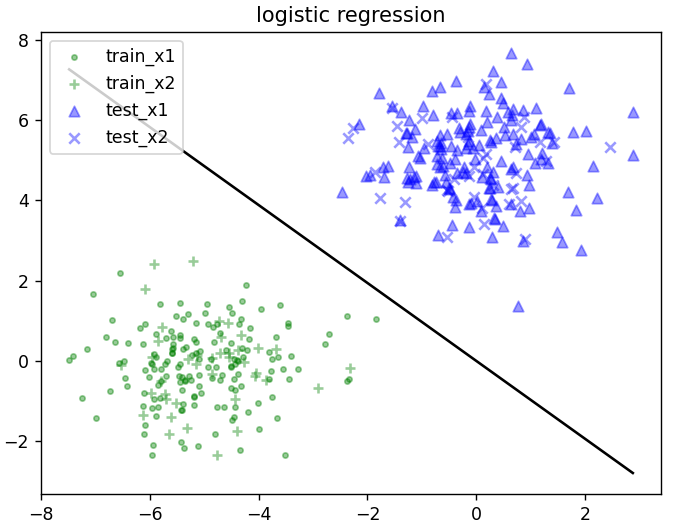 logistic regression
train_x1
train_x2
test_x1
test_x2
8
6
4
2
0
−2
−8
−6
−4
−2
0
2